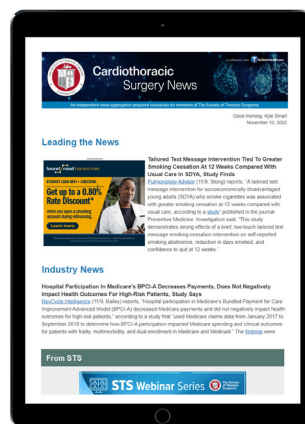 Cardiothoracic
Surgery News
An independent news aggregation prepared exclusively for members of The Society of Thoracic Surgeons
Good morning, Kyle Smart
November 10, 2022
Leading the News
laurel road FOR DOCTORS
STUDENT LOAN REFI + CHECKING
Get up to a 0.80%
Rate Discount*
when you open a checking
account during refinancing.
Learn more
Tailored Text Message Intervention Tied To Greater
Smoking Cessation At 12 Weeks Compared With
Usual Care In SDYA, Study Finds
Pulmonology Advisor (11/9, Stong) reports, "A tailored text
message intervention for socioeconomically disadvantaged
young adults (SDYA) who smoke cigarettes was associated
with greater smoking cessation at 12 weeks compared with
usual care, according to a study" published in the journal
Preventive Medicine. Investigators said, "This study
demonstrates strong effects of a brief, low-touch tailored text
message smoking-cessation intervention on self-reported
smoking abstinence, reduction in days smoked, and
confidence to quit at 12 weeks."
Industry News
Hospital Participation In Medicare's BPCI-A Decreases Payments, Does Not Negatively
Impact Health Outcomes For High-Risk Patients, Study Says
RevCycle Intelligence (11/9, Bailey) reports, "Hospital participation in Medicare's Bundled Payment for Care
Improvement Advanced Model (BPCI-A) decreased Medicare payments and did not negatively impact health
outcomes for high-risk patients," according to a study that "used Medicare claims data from January 2017 to
September 2019 to determine how BPCI-A participation impacted Medicare spending and clinical outcomes
for patients with frailty, multimorbidity, and dual enrollment in Medicare and Medicaid." The findings were
From STS
STS Webinar Series
The Society
of Thoracic
Surgeons